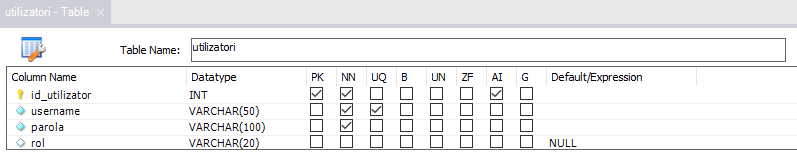 utilizatori - Table ×
Table Name: utilizatori
Column Name Datatype PK NN UQ B UN ZF AI G Default/Expression
id_utilizator INT
username VARCHAR(50)
parola VARCHAR(100)
rol VARCHAR(20) NULL